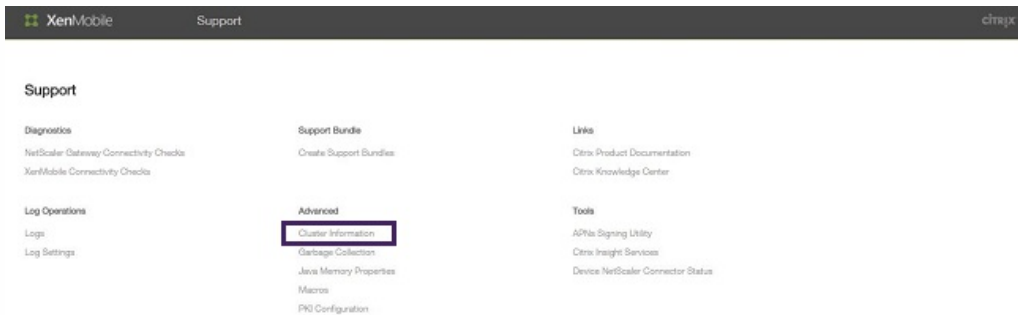 XenMobile Support citrix
Support
Diagnostics
NetScaler Gateway Connectivity Checks
XenMobile Connectivity Checks
Support Bundle
Create Support Bundles
Links
Citrix Product Documentation
Citrix Knowledge Center
Log Operations
Logs
Log Settings
Advanced
Cluster Information
Garbage Collection
Java Memory Properties
Macros
PKI Configuration
Tools
APNs Signing Utility
Citrix Insight Services
Device NetScaler Connector Status